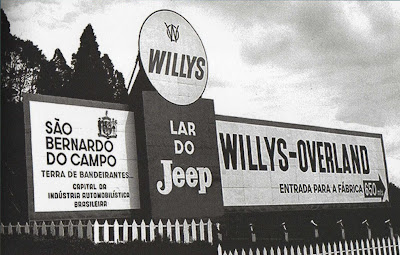 WILLYS
SÃO
BERNARDO
DO CAMPO
TERRA DE BANDEIRANTES...
CAPITAL DA
INDÚSTRIA AUTOMOBILÍSTICA
BRASILEIRA
LAR
DO
Jeep
WILLYS-OVERLAND
ENTRADA PARA A FÁBRICA 650 mts